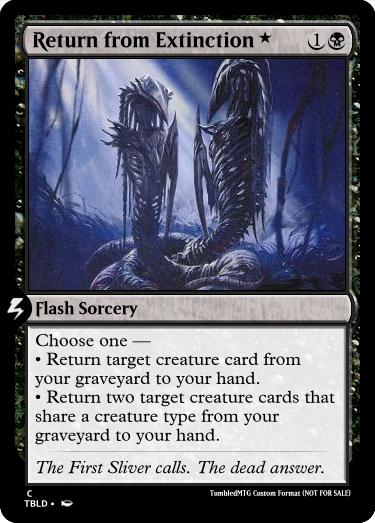 Return from Extinction ★ 1
Flash Sorcery
Choose one —
• Return target creature card from
your graveyard to your hand.
• Return two target creature cards that
share a creature type from your
graveyard to your hand.
The First Sliver calls. The dead answer.
C
TBLD •
TumbledMTG Custom Format (NOT FOR SALE)